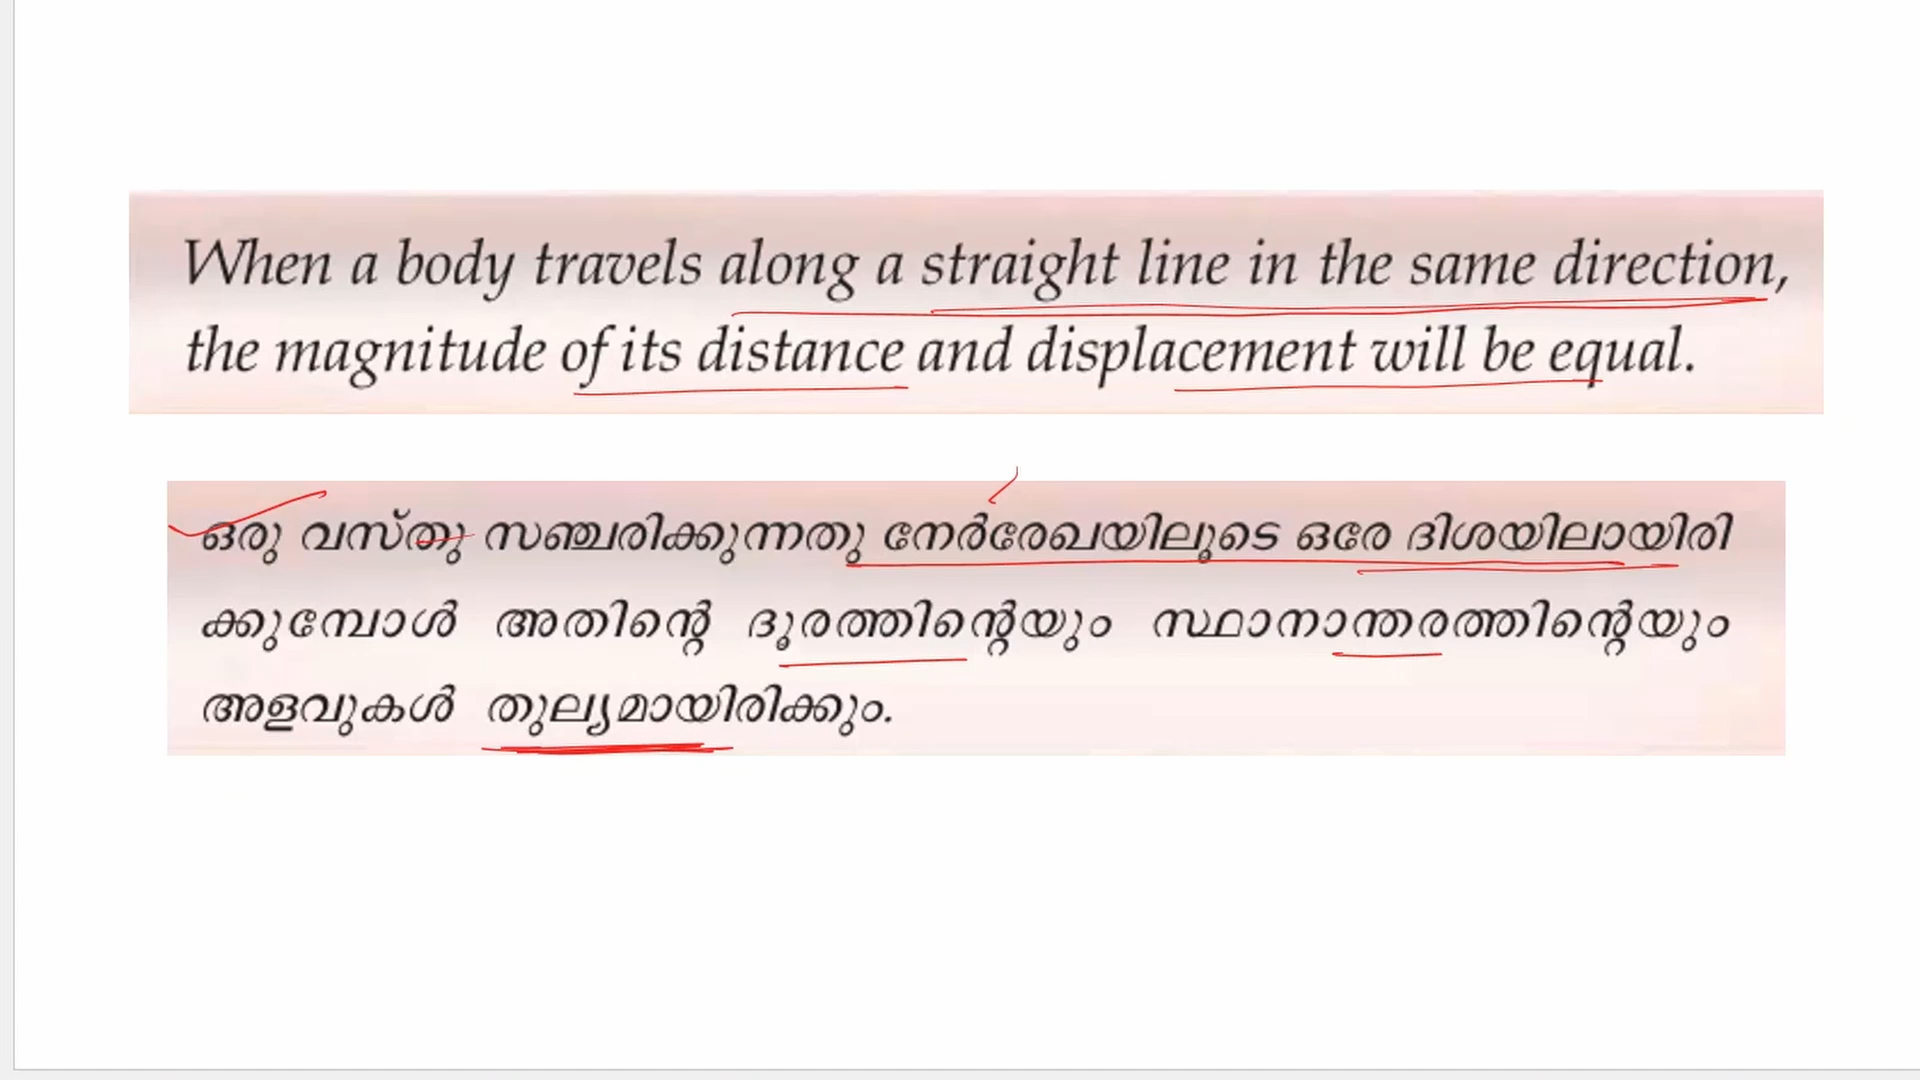 When a body travels along a straight line in the same direction,
the magnitude of its distance and displacement will be equal.
ഒരു വസ്തു സഞ്ചരിക്കുന്നതു നേർരേഖയിലൂടെ ഒരേ ദിശയിലായിരി
ക്കുമ്പോൾ അതിന്റെ ദൂരത്തിന്റെയും സ്ഥാനാന്തരത്തിന്റെയും
അളവുകൾ തുല്യമായിരിക്കും.